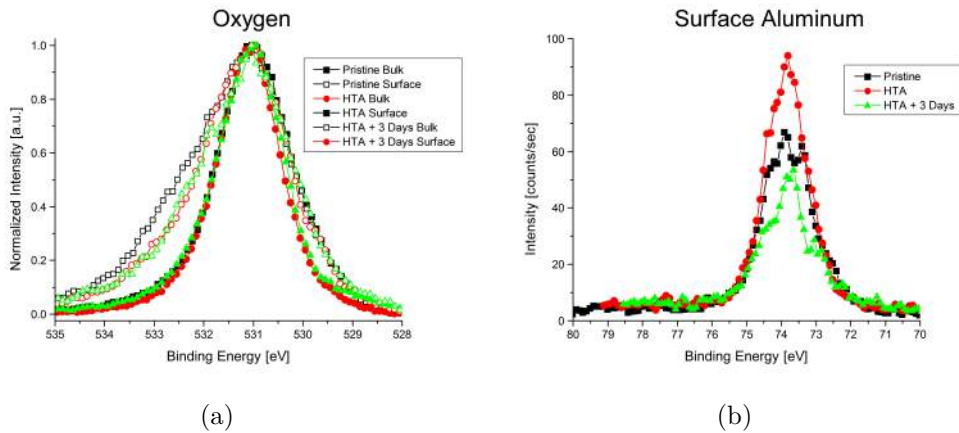 Oxygen
Normalized Intensity [a.u.]
1.0
0.8
0.6
0.4
0.2
0.0
535
534
533
532
531
530
529
528
Binding Energy [eV]
Pristine Bulk
Pristine Surface
HTA Bulk
HTA Surface
HTA + 3 Days Bulk
HTA + 3 Days Surface
(a)
Surface Aluminum
Intensity [counts/sec]
100
80
60
40
20
0
80
79
78
77
76
75
74
73
72
71
70
Binding Energy [eV]
Pristine
HTA
HTA + 3 Days
(b)